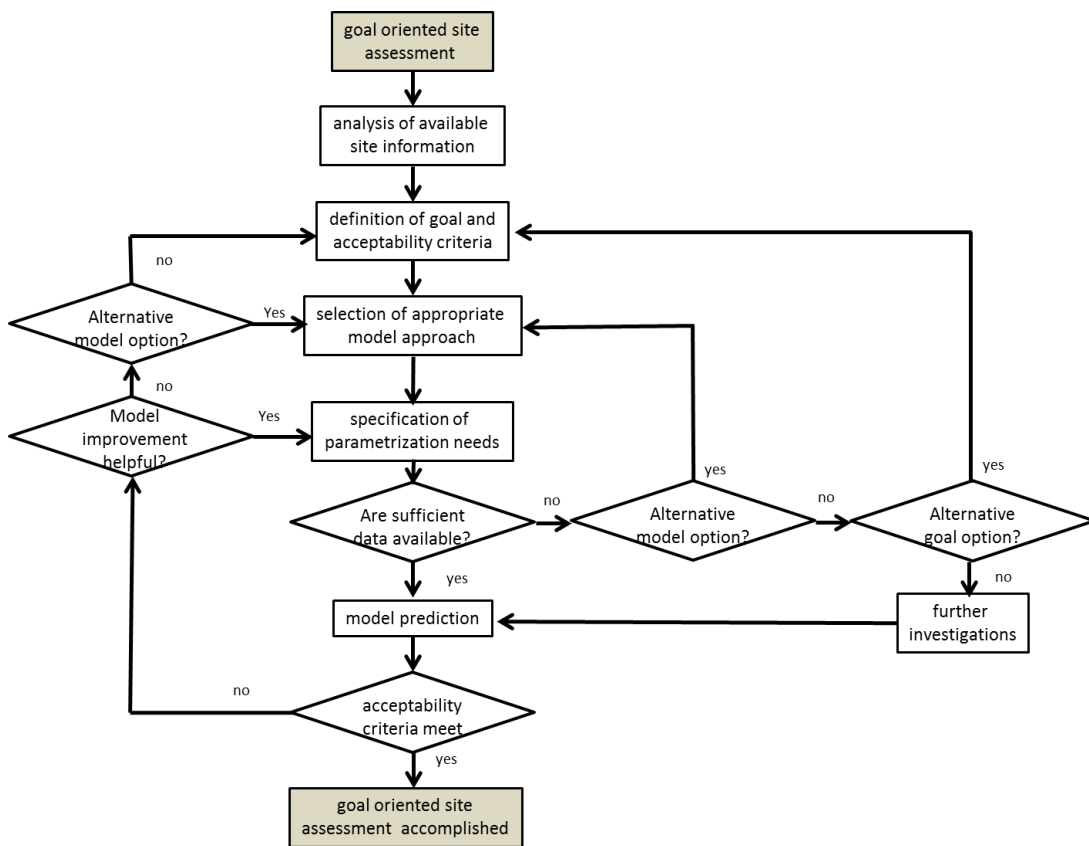 goal oriented site
assessment
analysis of available
site information
definition of goal and
acceptability criteria
no
Alternative
model option?
Yes
selection of appropriate
model approach
no
Model
improvement
helpful?
Yes
specification of
parametrization needs
Are sufficient
data available?
no
yes
Alternative
model option?
no
yes
Alternative
goal option?
yes
no
model prediction
further
investigations
no
acceptability
criteria meet
yes
goal oriented site
assessment accomplished